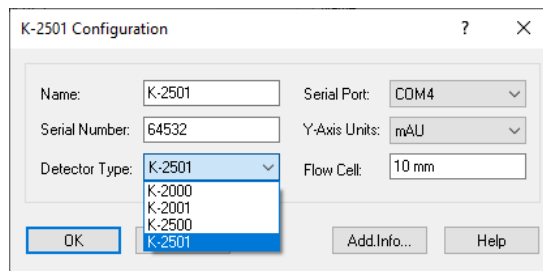 K-2501 Configuration ?
Name: K-2501 Serial Port: COM4
Serial Number: 64532 Y-Axis Units: mAU
Detector Type: K-2501 Flow Cell: 10 mm
K-2000
K-2001
K-2500
K-2501
OK Add.Info... Help